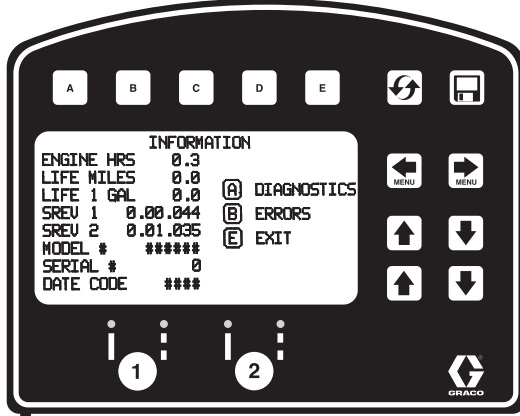 A B C D E
INFORMATION
ENGINE HRS 0.3
LIFE MILES 0.0
LIFE 1 GAL 0.0
SREV 1 0.00.044
SREV 2 0.01.035
MODEL # ######
SERIAL # 0
DATE CODE ####
A DIAGNOSTICS
B ERRORS
E EXIT
MENU MENU
1 2
GRACO